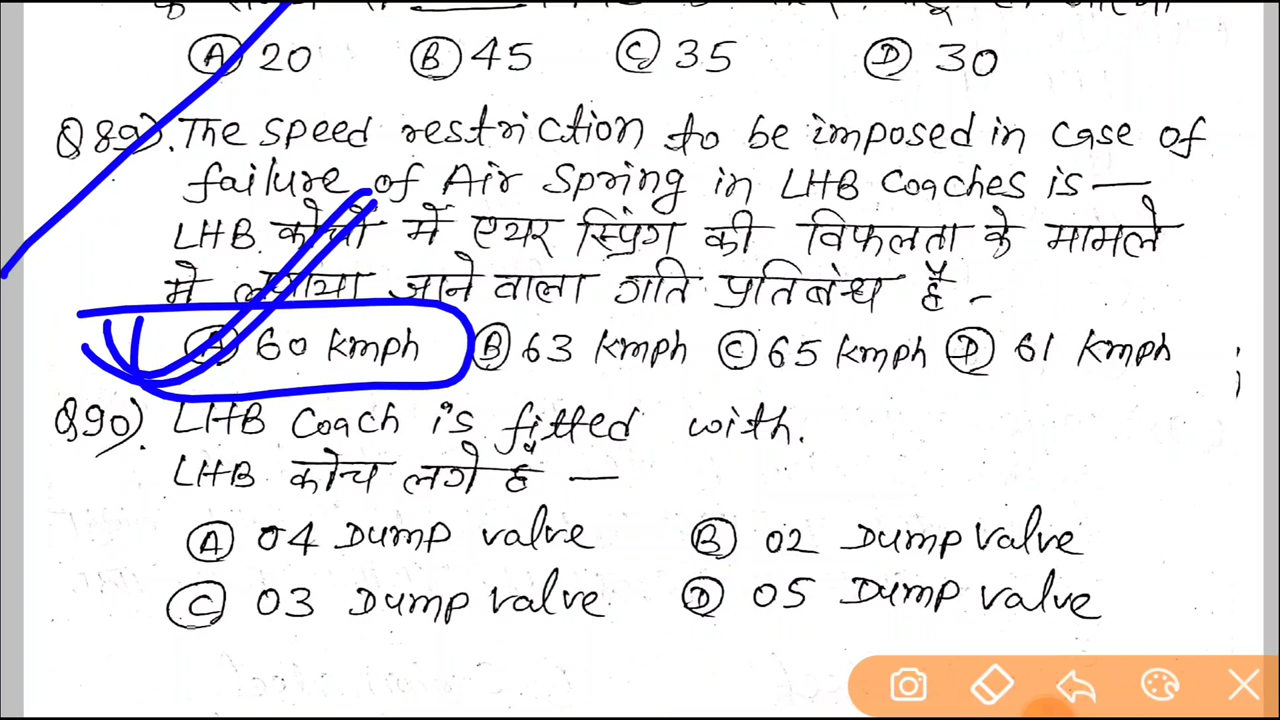 Ⓐ 20 Ⓑ 45 Ⓒ 35 Ⓓ 30
Q89). The speed restriction to be imposed in case of
failure of Air Spring in LHB Coaches is —
LHB कोचों में एयर स्प्रिंग की विफलता के मामले
में लगाया जाने वाला गति प्रतिबंध है -
Ⓐ 60 kmph Ⓑ 63 kmph Ⓒ 65 kmph Ⓓ 61 kmph
Q90). LHB Coach is fitted with.
LHB कोच लगे हैं —
Ⓐ 04 Dump valve Ⓑ 02 Dump valve
Ⓒ 03 Dump valve Ⓓ 05 Dump valve